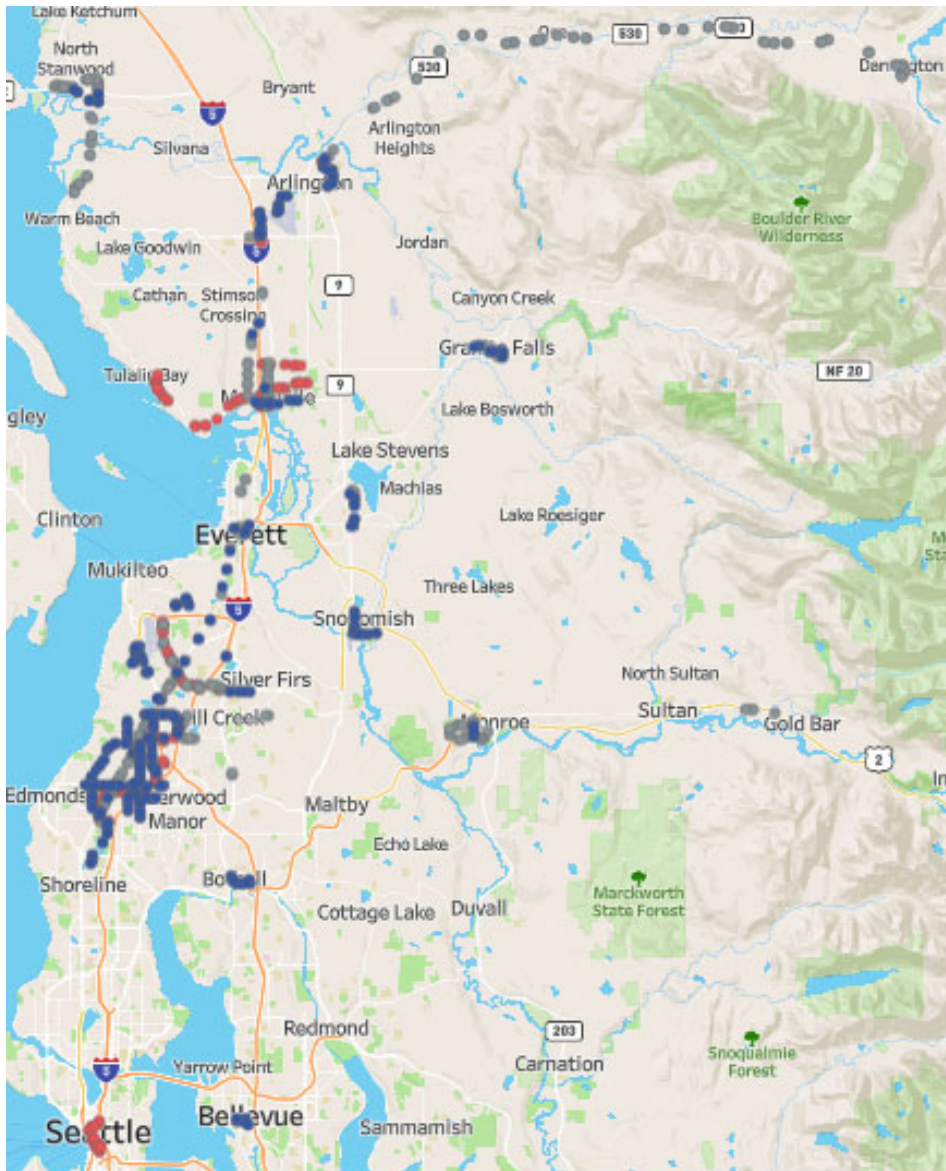 Lake Ketchum
North
Stanwood
530
530
Bryant
5
Arlington
Heights
Silvana
Arlington
Warm Beach
Boulder River
Wilderness
Jordan
Lake Goodwin
5
9
Cathan
Stimson
Crossing
Canyon Creek
Falls
NF 20
Tulalip Bay
9
Lake Bosworth
gley
Lake Stevens
Machias
Clinton
Lake Roesiger
Everett
Mukilteo
Three Lakes
5
Snohomish
North Sultan
Silver Firs
Sultan
Gold Bar
Mill Creek
Monroe
2
In
Edmonds
erwood
Manor
Maltby
Echo Lake
Shoreline
Bothell
Marckworth
State Forest
Cottage Lake
Duvall
Redmond
203
Snoqualmie
Forest
Carnation
Yarrow Point
5
Bellevue
Seattle
Sammamish